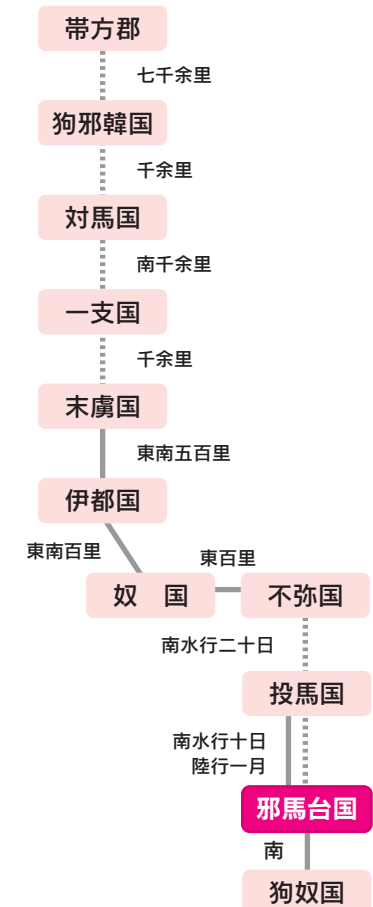 帯方郡
七千余里
狗邪韓国
千余里
対馬国
南千余里
一支国
千余里
末虜国
東南五百里
伊都国
東南百里
東百里
奴　国
不弥国
南水行二十日
投馬国
南水行十日
陸行一月
邪馬台国
南
狗奴国